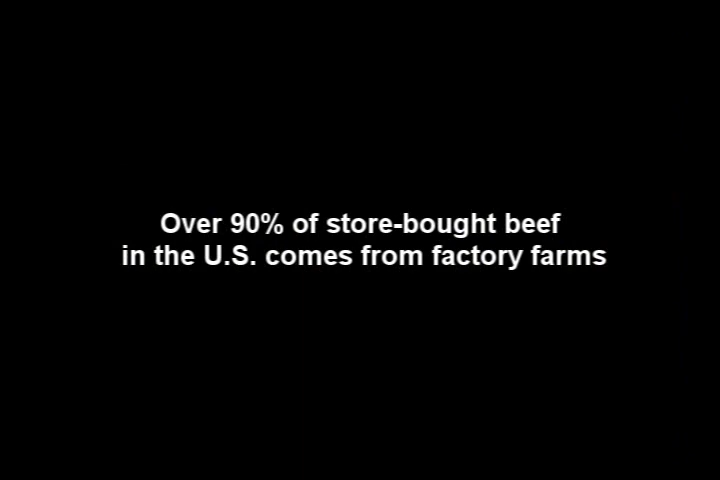 Over 90% of store-bought beef
in the U.S. comes from factory farms